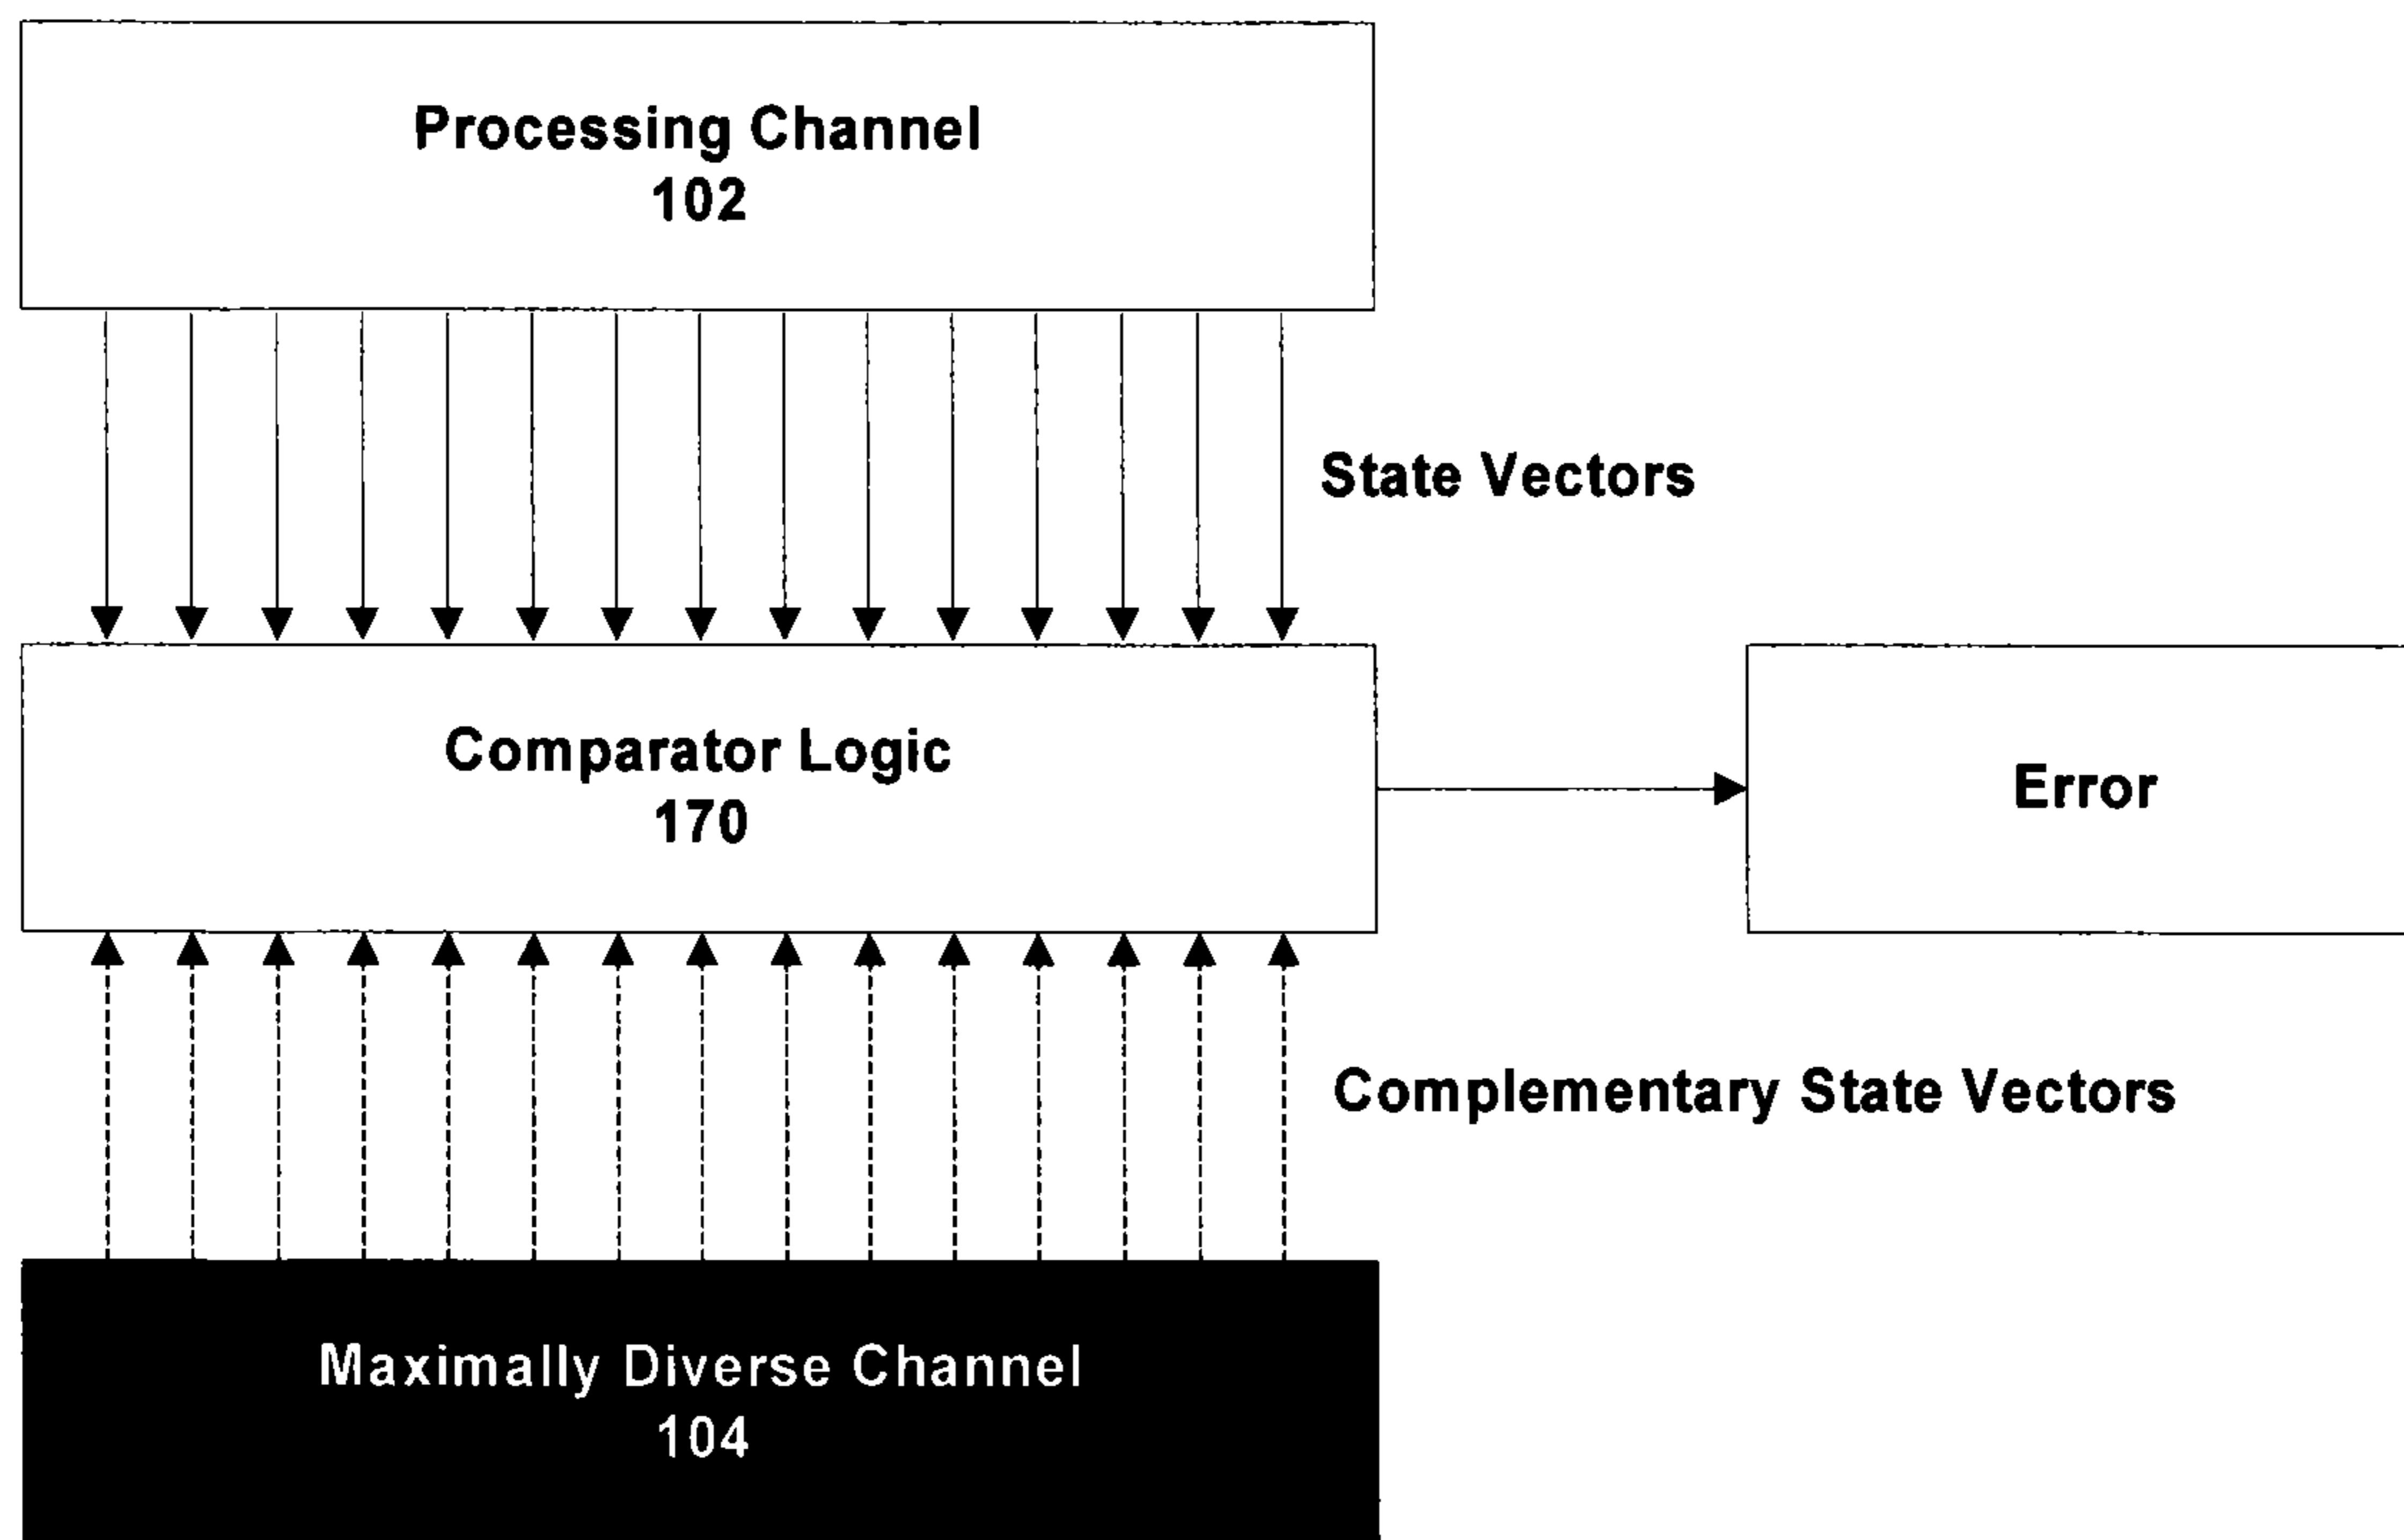 Processing Channel
102
State Vectors
Comparator Logic
170
Error
Complementary State Vectors
Maximally Diverse Channel
104